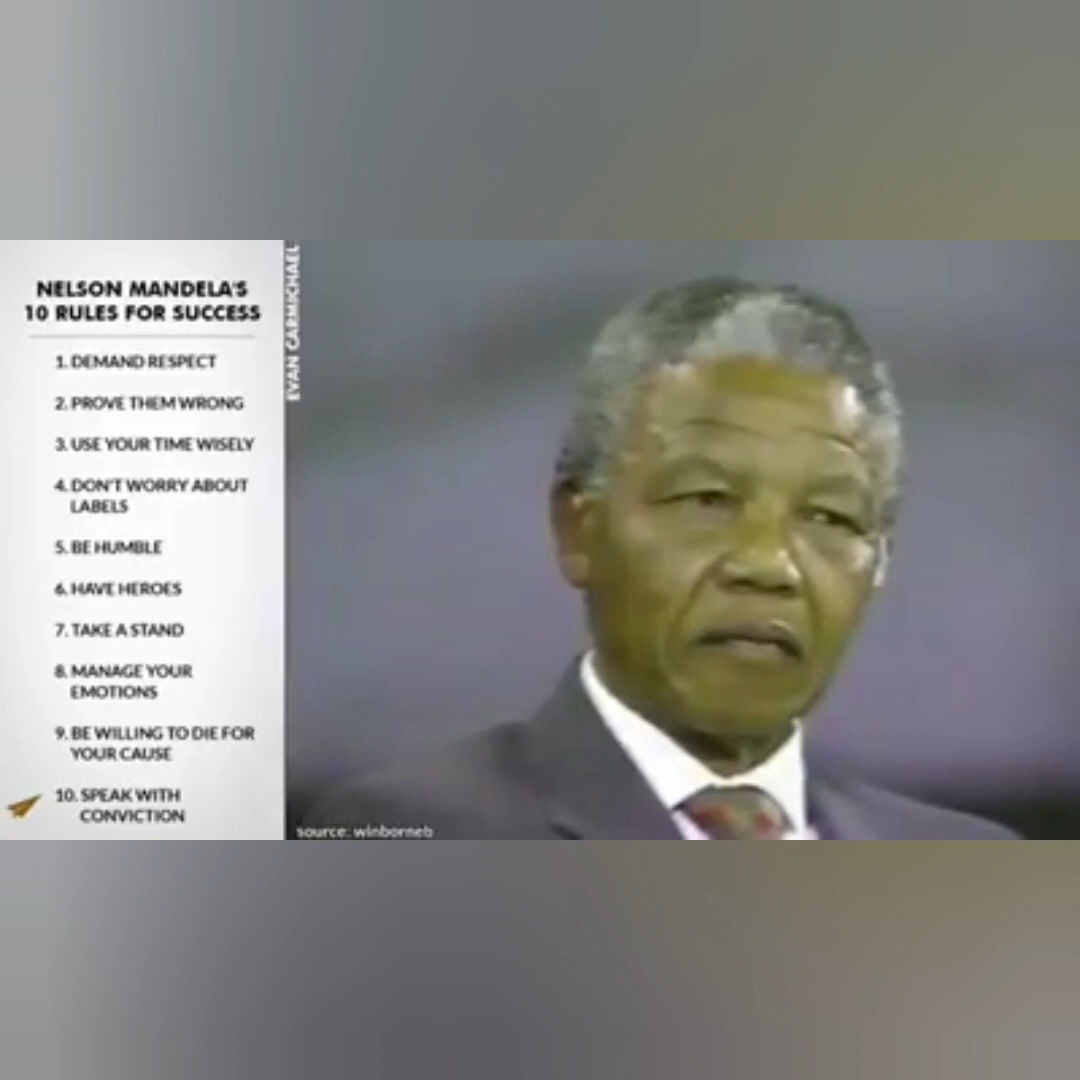 NELSON MANDELA'S
10 RULES FOR SUCCESS
1. DEMAND RESPECT
2. PROVE THEM WRONG
3. USE YOUR TIME WISELY
4. DON'T WORRY ABOUT
LABELS
5. BE HUMBLE
6. HAVE HEROES
7. TAKE A STAND
8. MANAGE YOUR
EMOTIONS
9. BE WILLING TO DIE FOR
YOUR CAUSE
10. SPEAK WITH
CONVICTION
EVAN CARMICHAEL
source: winborneb